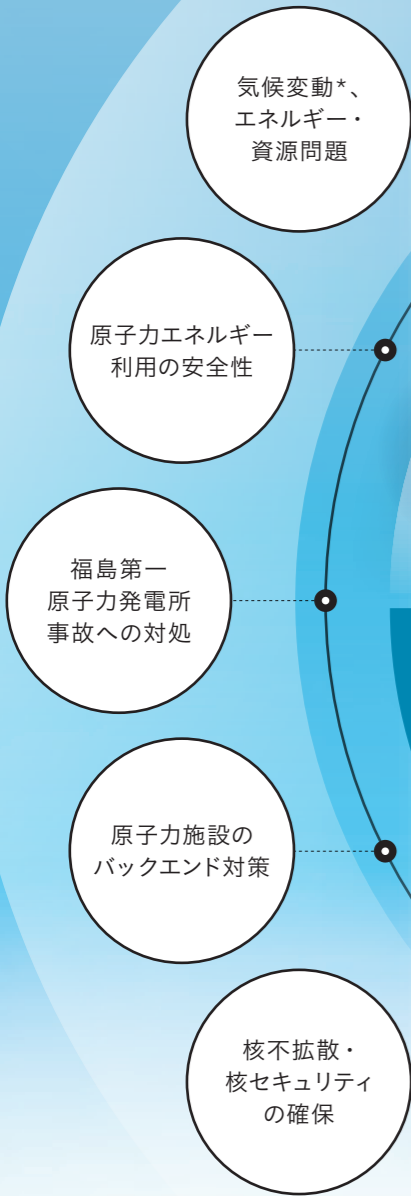 気候変動*、
エネルギー・
資源問題
原子力エネルギー
利用の安全性
福島第一
原子力発電所
事故への対処
原子力施設の
バックエンド対策
核不拡散・
核セキュリティ
の確保